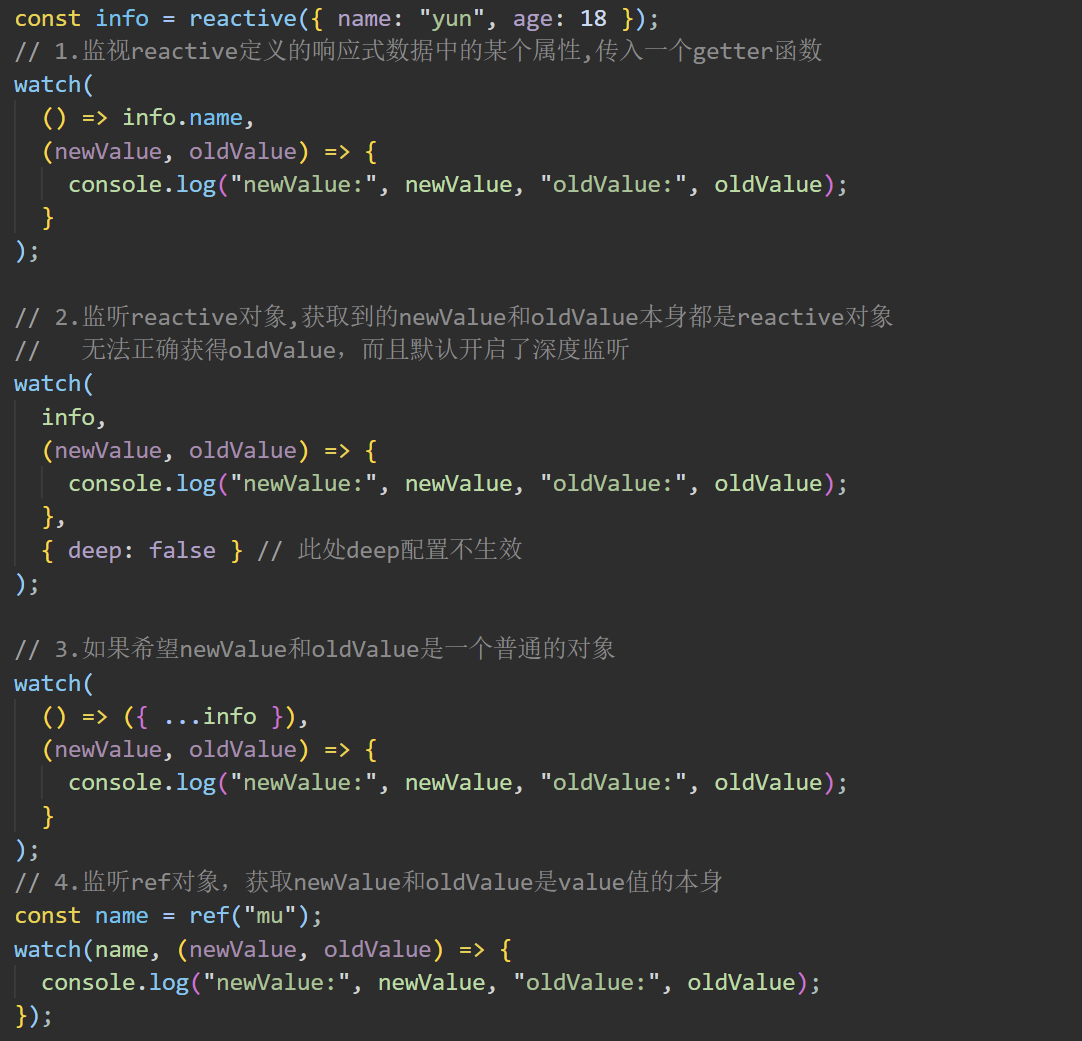 const info = reactive({ name: "yun", age: 18 });
// 1.监视reactive定义的响应式数据中的某个属性,传入一个getter函数
watch(
  () => info.name,
  (newValue, oldValue) => {
    console.log("newValue:", newValue, "oldValue:", oldValue);
  }
);

// 2.监听reactive对象,获取到的newValue和oldValue本身都是reactive对象
//   无法正确获得oldValue，而且默认开启了深度监听
watch(
  info,
  (newValue, oldValue) => {
    console.log("newValue:", newValue, "oldValue:", oldValue);
  },
  { deep: false } // 此处deep配置不生效
);

// 3.如果希望newValue和oldValue是一个普通的对象
watch(
  () => ({ ...info }),
  (newValue, oldValue) => {
    console.log("newValue:", newValue, "oldValue:", oldValue);
  }
);
// 4.监听ref对象，获取newValue和oldValue是value值的本身
const name = ref("mu");
watch(name, (newValue, oldValue) => {
  console.log("newValue:", newValue, "oldValue:", oldValue);
});